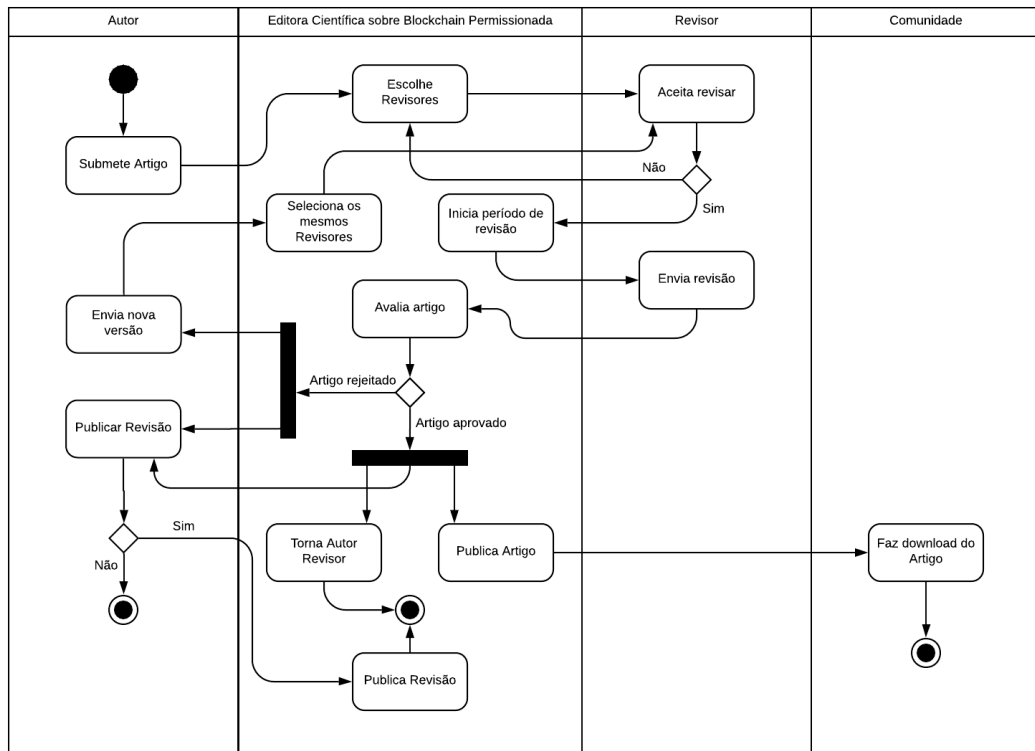 Autor
Editora Científica sobre Blockchain Permissionada
Revisor
Comunidade
Escolhe
Revisores
Aceita revisar
Submete Artigo
Não
Seleciona os
mesmos
Revisores
Inicia período de
revisão
Sim
Envia revisão
Envia nova
versão
Avalia artigo
Artigo rejeitado
Artigo aprovado
Publicar Revisão
Sim
Não
Torna Autor
Revisor
Publica Artigo
Faz download do
Artigo
Publica Revisão